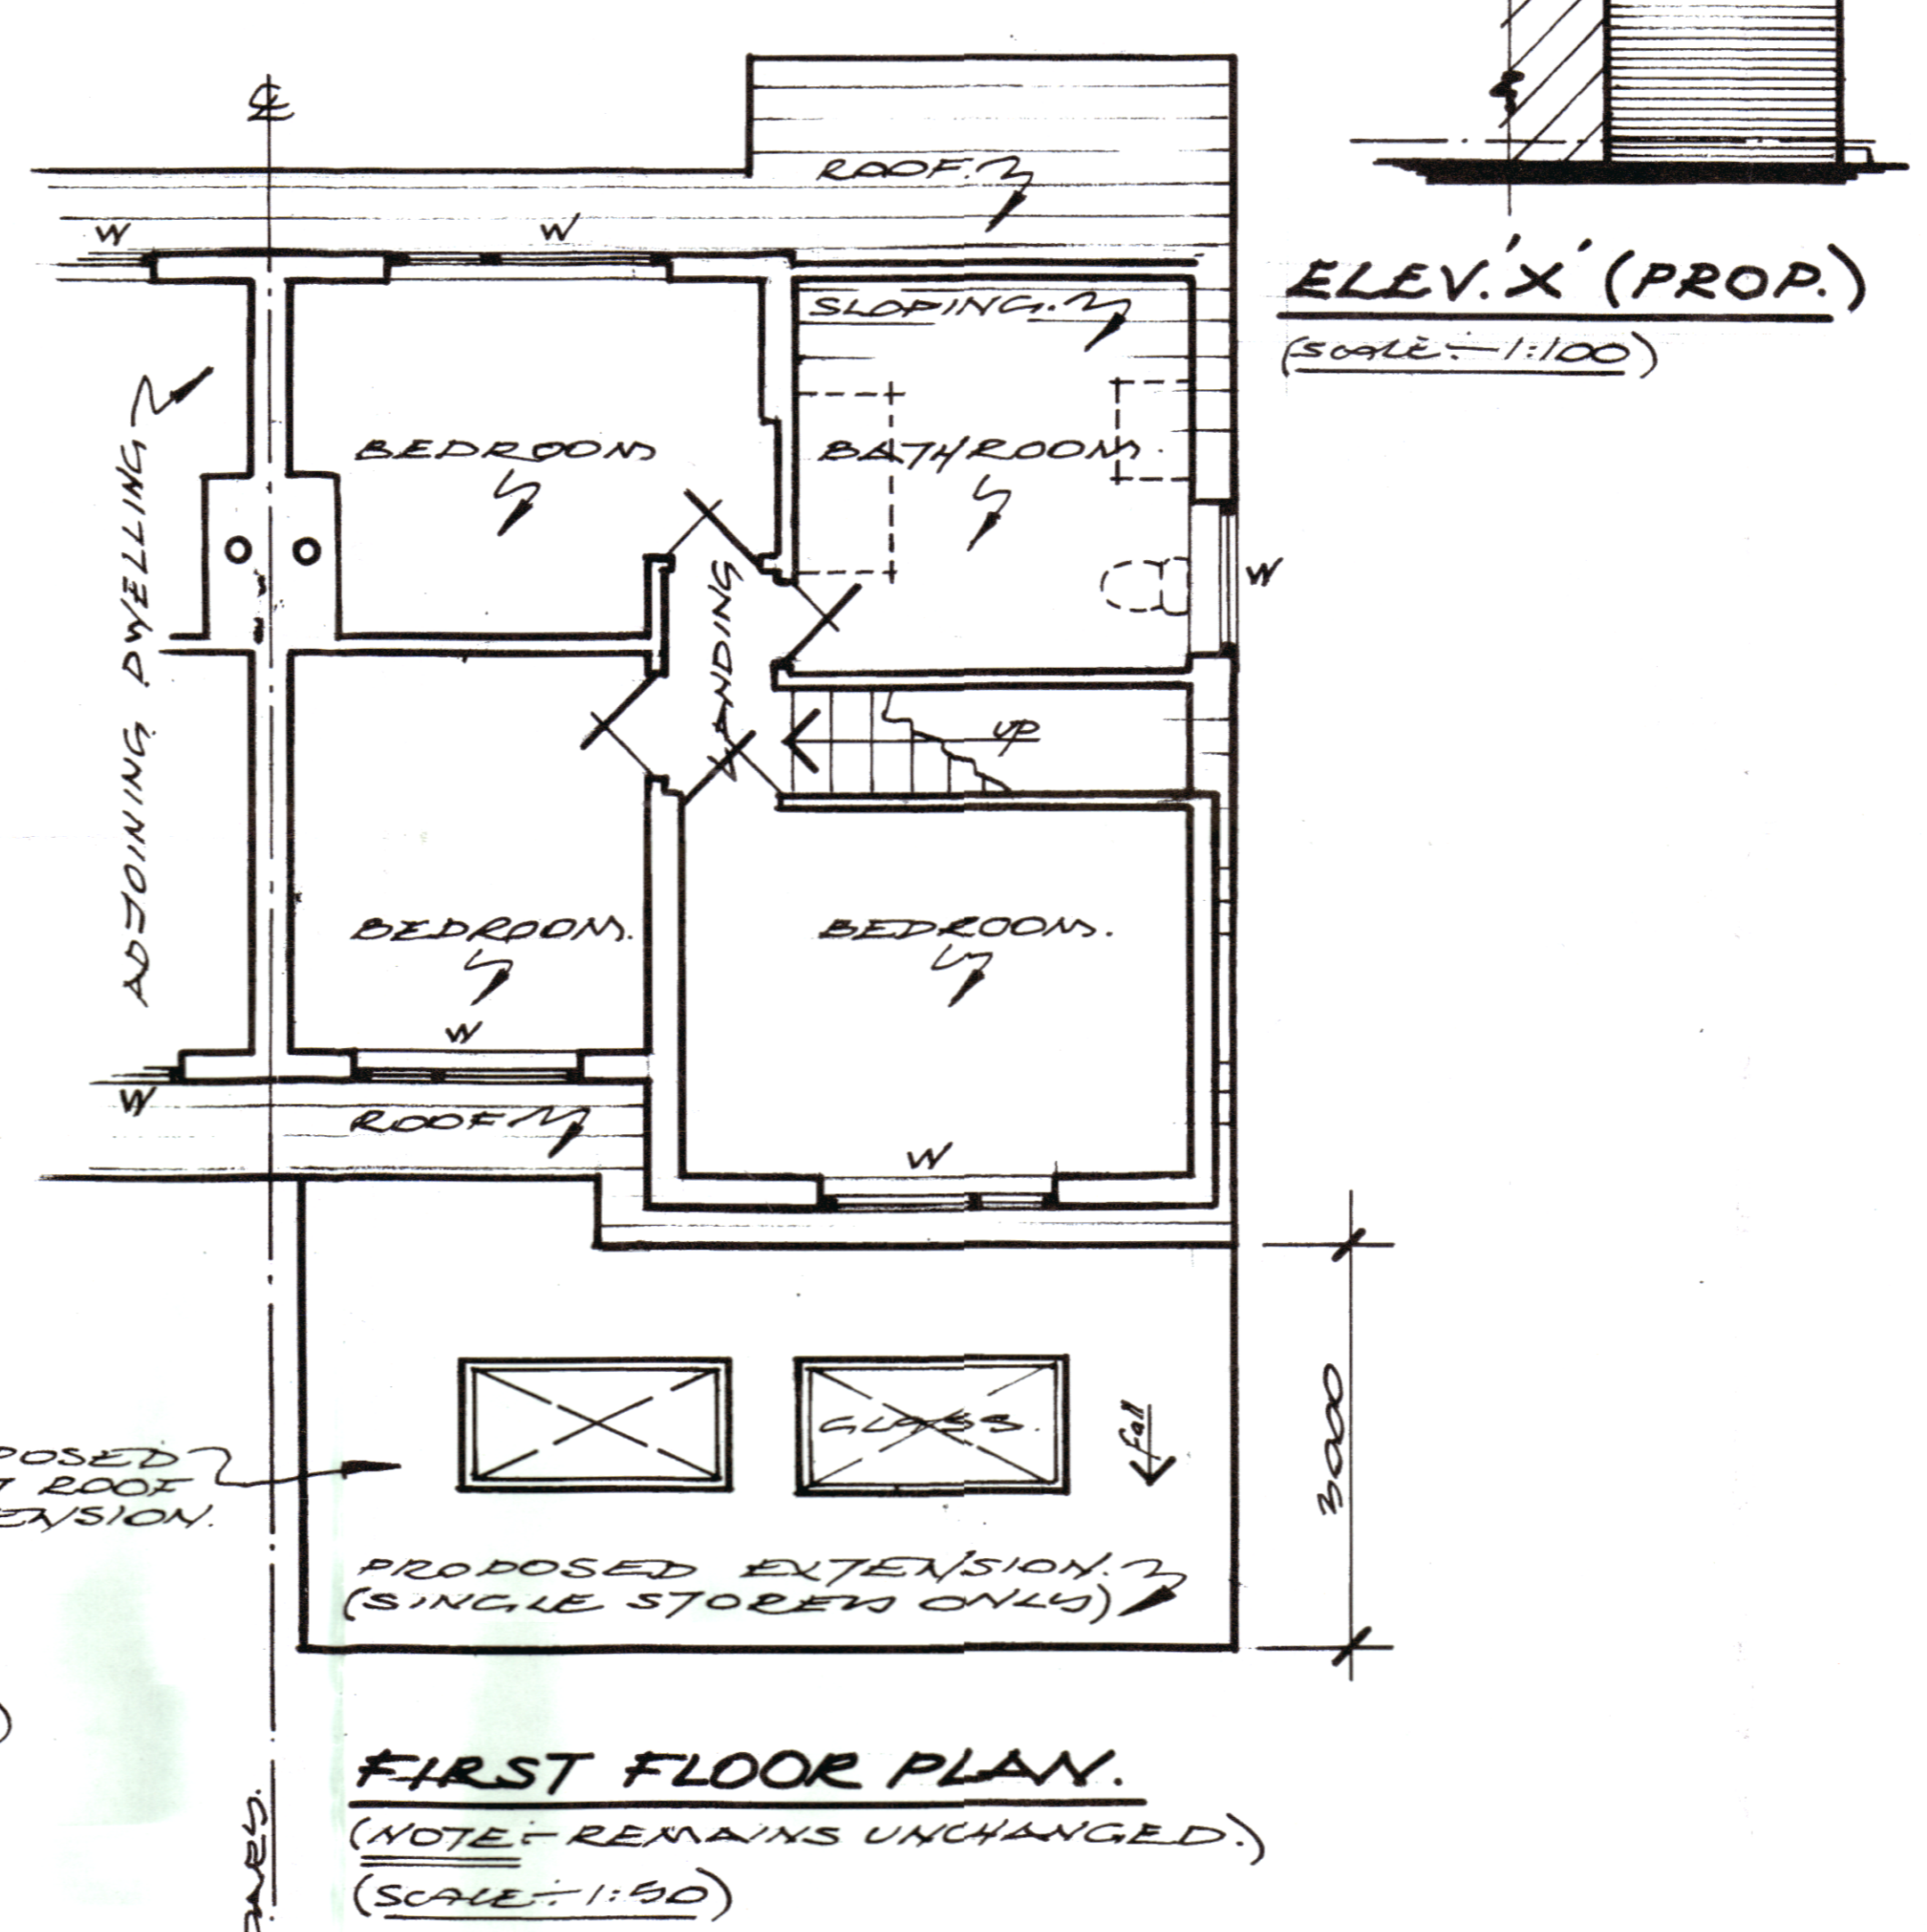 ℄
ROOF.
W
W
ELEV. 'X' (PROP.)
(SCALE:- 1:100)
SLOPING.
ADJOINING DWELLING
BEDROOM
BATHROOM.
W
LANDING
UP
BEDROOM.
BEDROOM.
W
W
ROOF
W
GLASS.
Fall
3000
POSED
ROOF
ENSION.
PROPOSED EXTENSION.
(SINGLE STOREY ONLY)
FIRST FLOOR PLAN.
(NOTE:- REMAINS UNCHANGED.)
(SCALE:- 1:50)